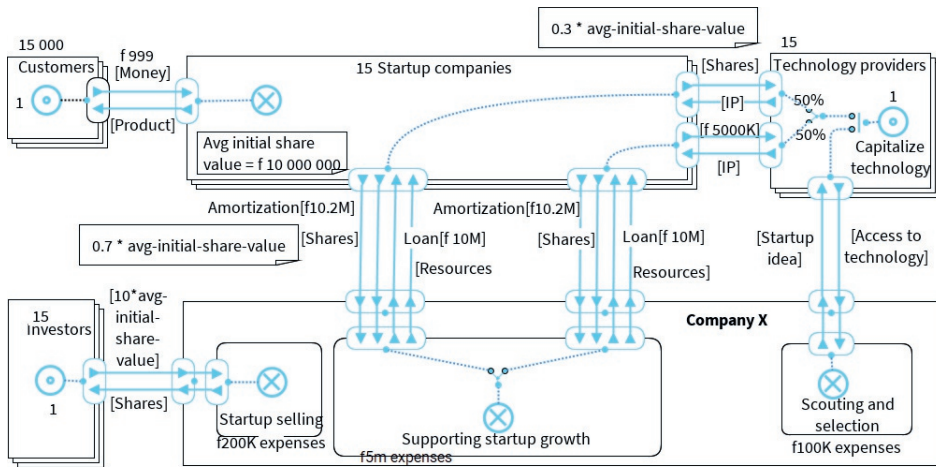 0.3 * avg-initial-share-value
15 000
Customers
1
f 999
[Money]
[Product]
15 Startup companies
Avg initial share
value = f 10 000 000
[Shares]
[IP]
[f 5000K]
[IP]
15
Technology providers
50%
50%
1
Capitalize
technology
Amortization[f10.2M]
[Shares]
Loan[f 10M]
[Resources
Amortization[f10.2M]
[Shares]
Loan[f 10M]
Resources]
0.7 * avg-initial-share-value
[Startup
idea]
[Access to
technology]
15
Investors
1
[10*avg-
initial-
share-
value]
[Shares]
Company X
Startup selling
f200K expenses
Supporting startup growth
f5m expenses
Scouting and
selection
f100K expenses